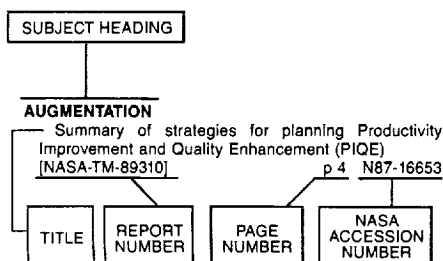 SUBJECT HEADING
AUGMENTATION
Summary of strategies for planning Productivity
Improvement and Quality Enhancement (PIQE)
[NASA-TM-89310] p 4 N87-16653
TITLE
REPORT
NUMBER
PAGE
NUMBER
NASA
ACCESSION
NUMBER